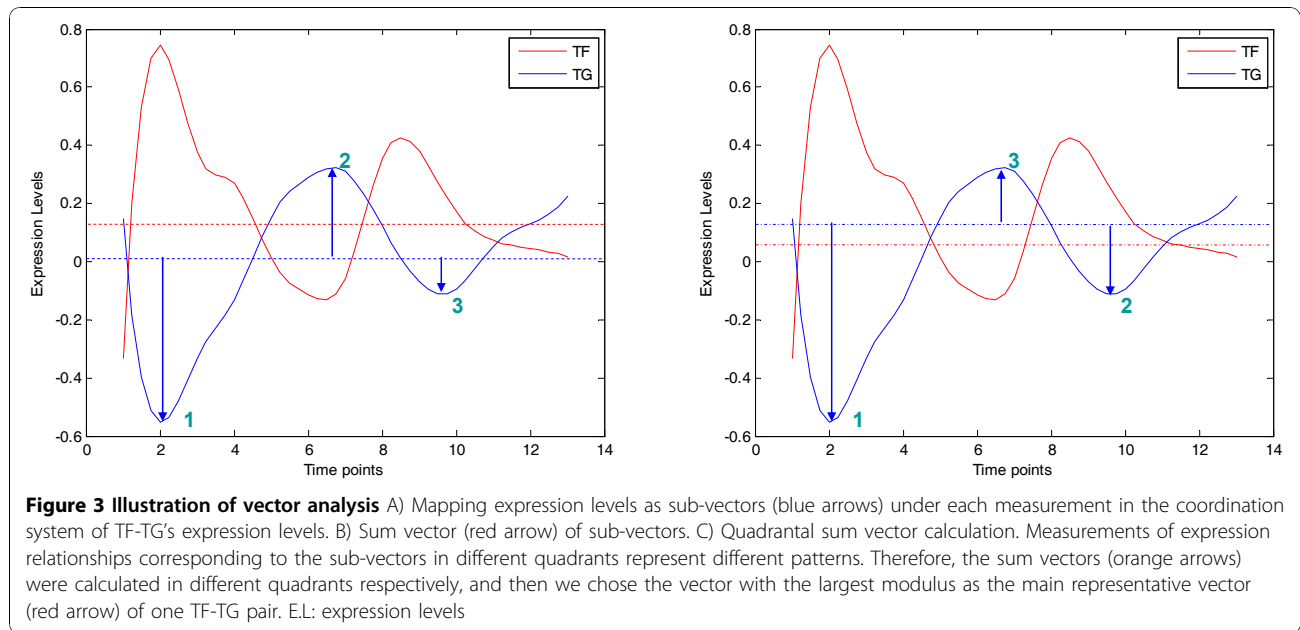 0.8
0.6
0.4
0.2
0
-0.2
-0.4
-0.6
Expression Levels
0 2 4 6 8 10 12 14
Time points
TF
TG
1
2
3
0.8
0.6
0.4
0.2
0
-0.2
-0.4
-0.6
Expression Levels
0 2 4 6 8 10 12 14
Time points
TF
TG
1
3
2
Figure 3 Illustration of vector analysis A) Mapping expression levels as sub-vectors (blue arrows) under each measurement in the coordination
system of TF-TG's expression levels. B) Sum vector (red arrow) of sub-vectors. C) Quadrantal sum vector calculation. Measurements of expression
relationships corresponding to the sub-vectors in different quadrants represent different patterns. Therefore, the sum vectors (orange arrows)
were calculated in different quadrants respectively, and then we chose the vector with the largest modulus as the main representative vector
(red arrow) of one TF-TG pair. E.L: expression levels